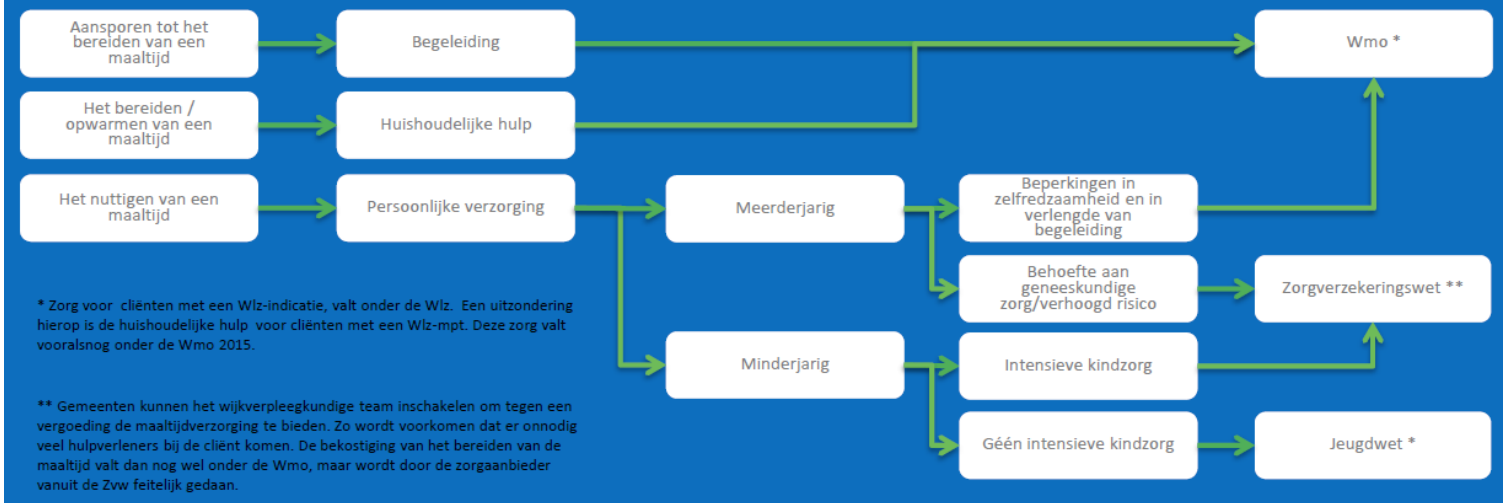 Aansporen tot het
bereiden van een
maaltijd
Begeleiding
Wmo *
Het bereiden /
opwarmen van een
maaltijd
Huishoudelijke hulp
Het nuttigen van een
maaltijd
Persoonlijke verzorging
Meerderjarig
Beperkingen in
zelfredzaamheid en in
verlengde van
begeleiding
Behoefte aan
geneeskundige
zorg/verhoogd risico
Zorgverzekeringswet **
* Zorg voor cliënten met een Wlz-indicatie, valt onder de Wlz. Een uitzondering
hierop is de huishoudelijke hulp voor cliënten met een Wlz-mpt. Deze zorg valt
vooralsnog onder de Wmo 2015.
Minderjarig
Intensieve kindzorg
** Gemeenten kunnen het wijkverpleegkundige team inschakelen om tegen een
vergoeding de maaltijdverzorging te bieden. Zo wordt voorkomen dat er onnodig
veel hulpverleners bij de cliënt komen. De bekostiging van het bereiden van de
maaltijd valt dan nog wel onder de Wmo, maar wordt door de zorgaanbieder
vanuit de Zvw feitelijk gedaan.
Géén intensieve kindzorg
Jeugdwet *